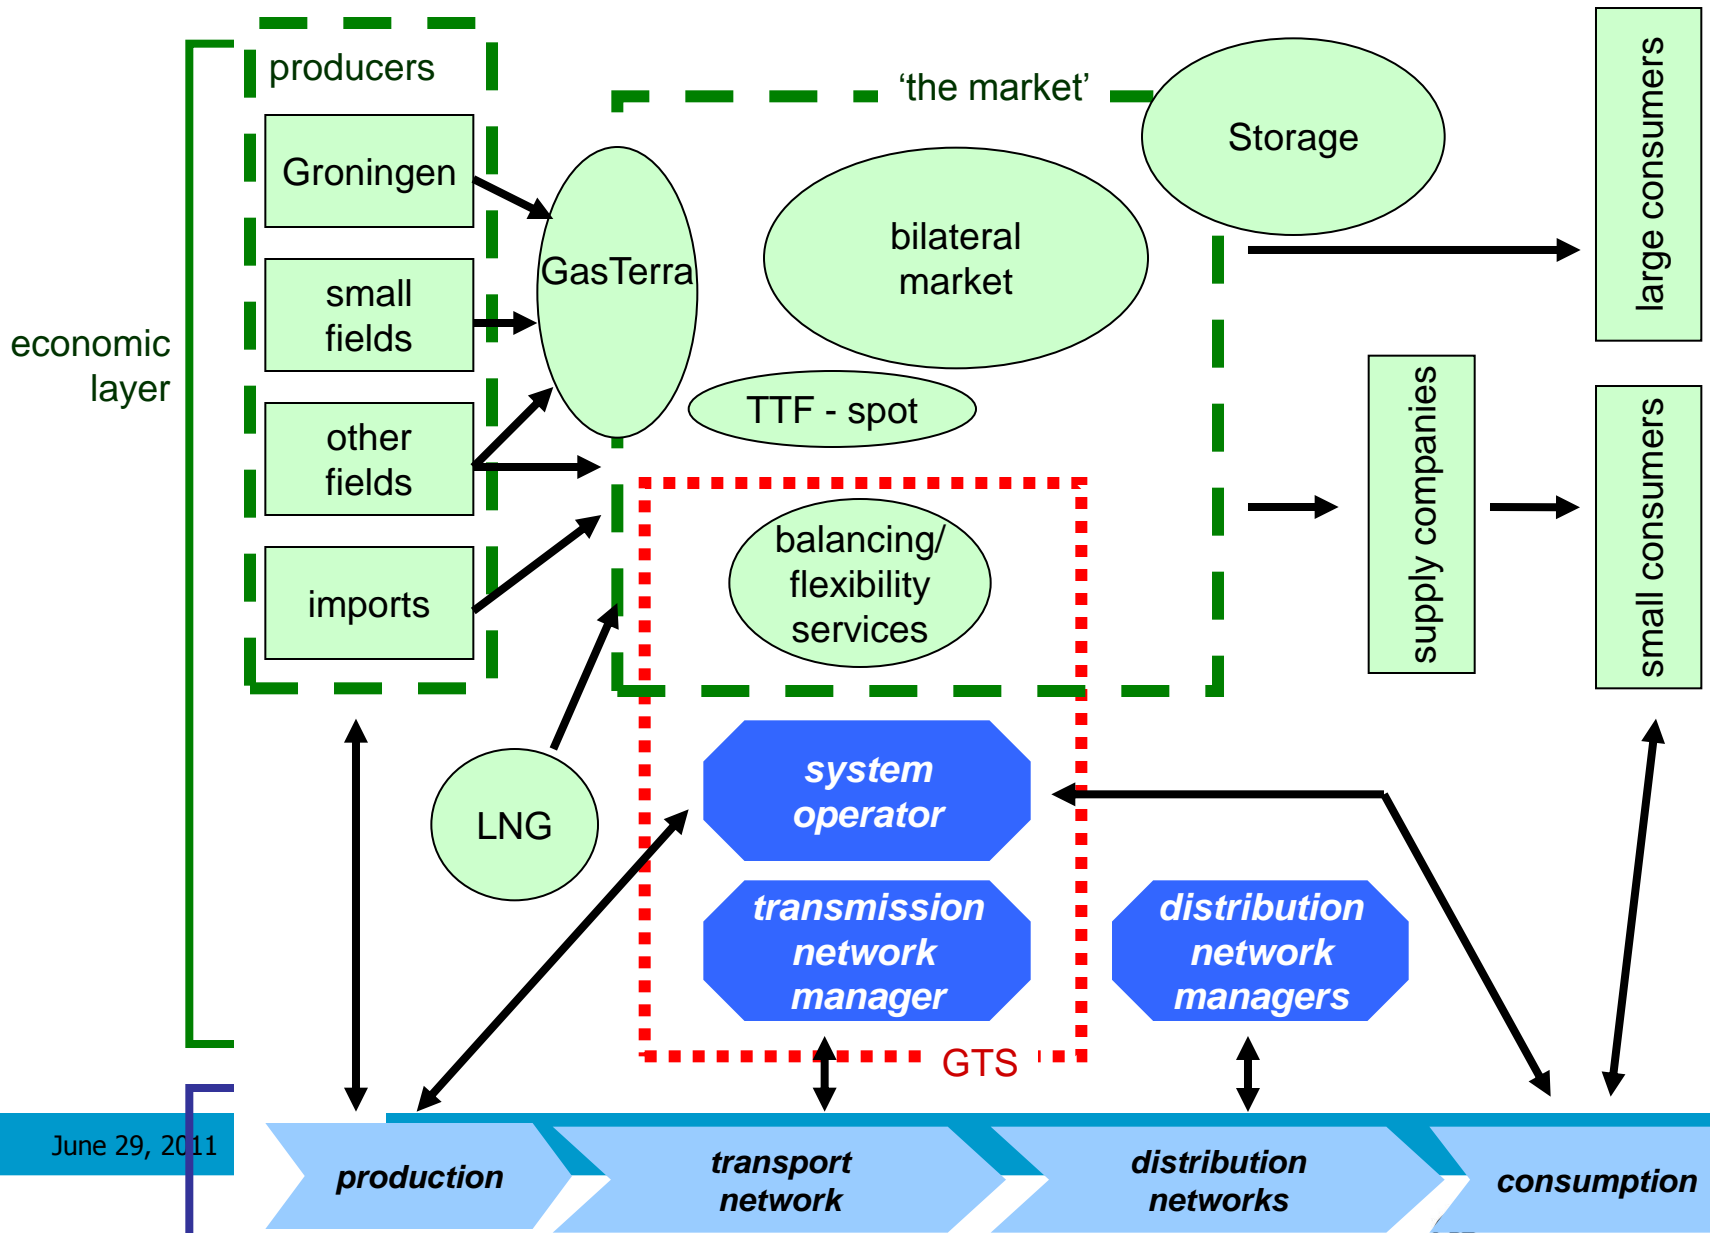 producers
'the market'
Groningen
small
fields
other
fields
imports
GasTerra
bilateral
market
Storage
TTF - spot
balancing/
flexibility
services
LNG
large consumers
supply companies
small consumers
economic
layer
system
operator
transmission
network
manager
distribution
network
managers
GTS
June 29, 2011
production
transport
network
distribution
networks
consumption